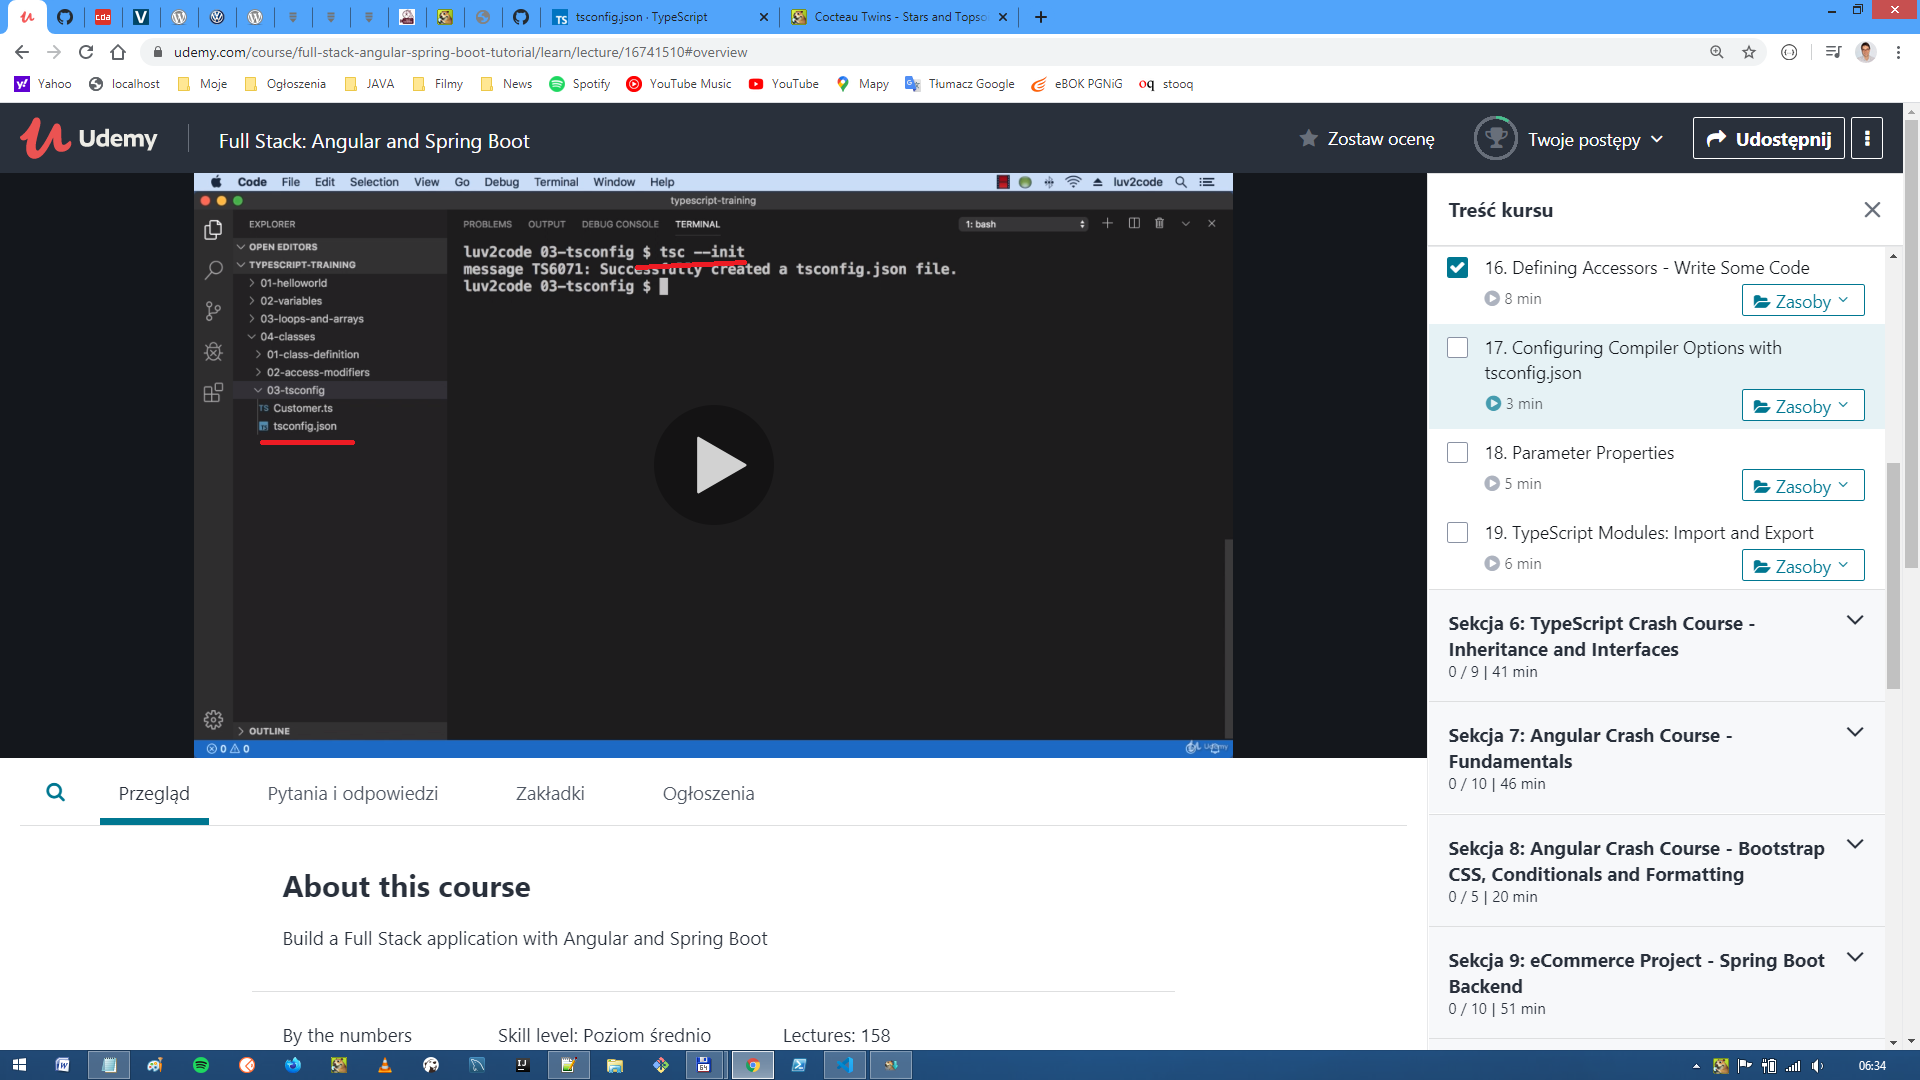 tsconfig.json · TypeScript
Cocteau Twins - Stars and Topso
udemy.com/course/full-stack-angular-spring-boot-tutorial/learn/lecture/16741510#overview
Yahoo localhost Moje Ogłoszenia JAVA Filmy News Spotify YouTube Music YouTube Mapy Tłumacz Google eBOK PGNiG oq stooq
Udemy
Full Stack: Angular and Spring Boot
Zostaw ocenę
Twoje postępy
Udostępnij
Code File Edit Selection View Go Debug Terminal Window Help
luv2code
typescript-training
EXPLORER
OPEN EDITORS
TYPESCRIPT-TRAINING
01-helloworld
02-variables
03-loops-and-arrays
04-classes
01-class-definition
02-access-modifiers
03-tsconfig
TS Customer.ts
tsconfig.json
OUTLINE
0 0
PROBLEMS OUTPUT DEBUG CONSOLE TERMINAL
1: bash
luv2code 03-tsconfig $ tsc --init
message TS6071: Successfully created a tsconfig.json file.
luv2code 03-tsconfig $
Udemy
Treść kursu
16. Defining Accessors - Write Some Code
8 min
Zasoby
17. Configuring Compiler Options with
tsconfig.json
3 min
Zasoby
18. Parameter Properties
5 min
Zasoby
19. TypeScript Modules: Import and Export
6 min
Zasoby
Sekcja 6: TypeScript Crash Course -
Inheritance and Interfaces
0 / 9 | 41 min
Sekcja 7: Angular Crash Course -
Fundamentals
0 / 10 | 46 min
Sekcja 8: Angular Crash Course - Bootstrap
CSS, Conditionals and Formatting
0 / 5 | 20 min
Sekcja 9: eCommerce Project - Spring Boot
Backend
0 / 10 | 51 min
Przegląd
Pytania i odpowiedzi
Zakładki
Ogłoszenia
About this course
Build a Full Stack application with Angular and Spring Boot
By the numbers
Skill level: Poziom średnio
Lectures: 158
06:34